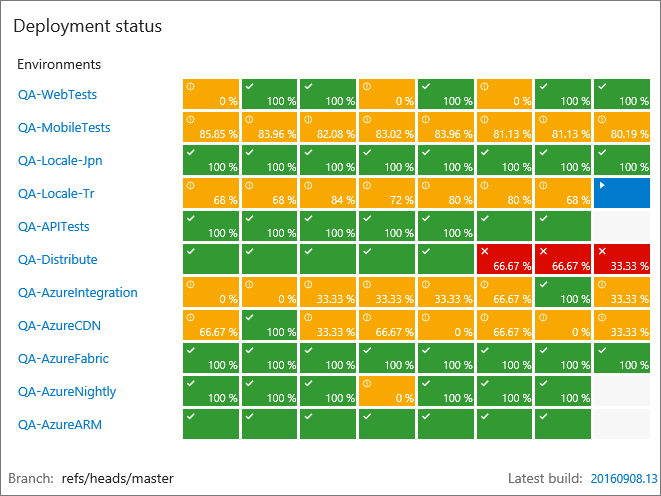 Deployment status
Environments
QA-WebTests 0 % 100 % 100 % 0 % 100 % 0 % 100 % 100 %
QA-MobileTests 85.85 % 83.96 % 82.08 % 83.02 % 83.96 % 81.13 % 81.13 % 80.19 %
QA-Locale-Jpn 100 % 100 % 100 % 100 % 100 % 100 % 100 % 100 %
QA-Locale-Tr 68 % 68 % 84 % 72 % 80 % 80 % 68 %
QA-APITests 100 % 100 % 100 % 100 % 100 %
QA-Distribute 66.67 % 66.67 % 33.33 %
QA-AzureIntegration 0 % 0 % 33.33 % 33.33 % 33.33 % 66.67 % 100 % 33.33 %
QA-AzureCDN 66.67 % 100 % 33.33 % 66.67 % 0 % 66.67 % 0 % 33.33 %
QA-AzureFabric 100 % 100 % 100 % 100 % 100 % 100 % 100 % 100 %
QA-AzureNightly 100 % 100 % 100 % 0 % 100 % 100 % 100 %
QA-AzureARM
Branch: refs/heads/master Latest build: 20160908.13